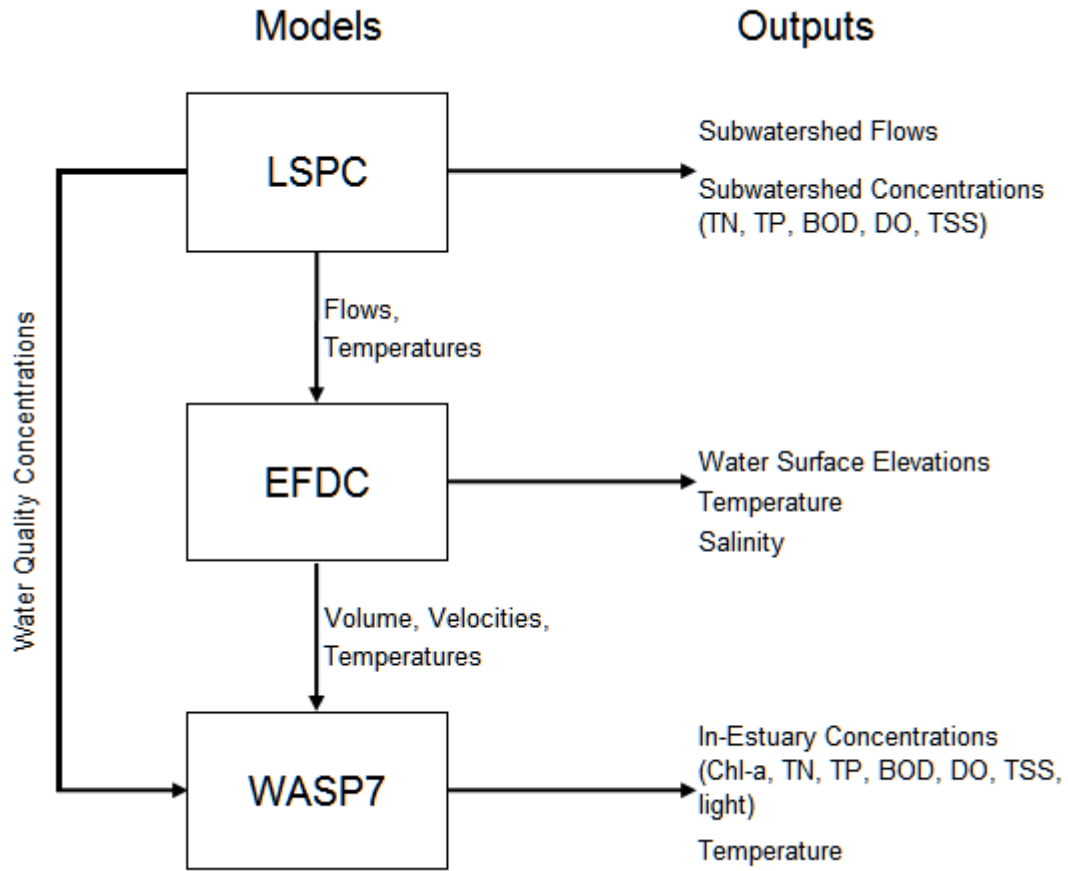 Models
Outputs
LSPC
Subwatershed Flows
Subwatershed Concentrations
(TN, TP, BOD, DO, TSS)
Flows,
Temperatures
Water Quality Concentrations
EFDC
Water Surface Elevations
Temperature
Salinity
Volume, Velocities,
Temperatures
WASP7
In-Estuary Concentrations
(Chl-a, TN, TP, BOD, DO, TSS,
light)
Temperature